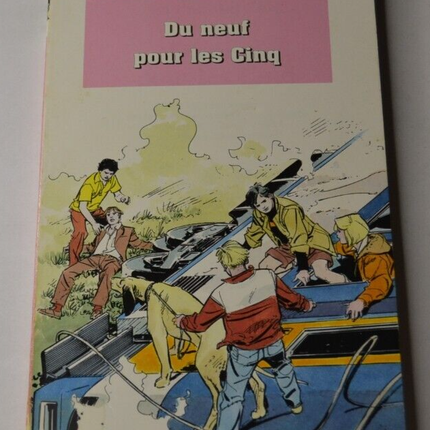 Du neuf
pour les Cinq